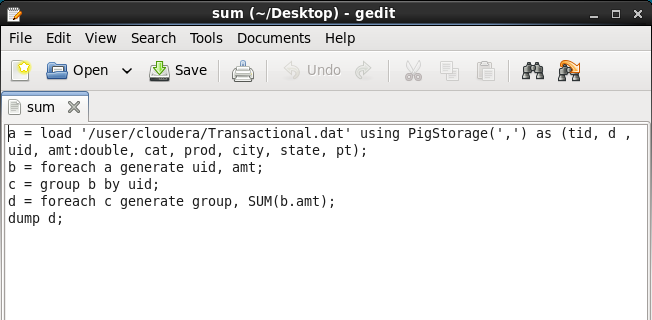 sum (~/Desktop) - gedit
File Edit View Search Tools Documents Help
Open Save Undo
sum
a = load '/user/cloudera/Transactional.dat' using PigStorage(',') as (tid, d ,
uid, amt:double, cat, prod, city, state, pt);
b = foreach a generate uid, amt;
c = group b by uid;
d = foreach c generate group, SUM(b.amt);
dump d;